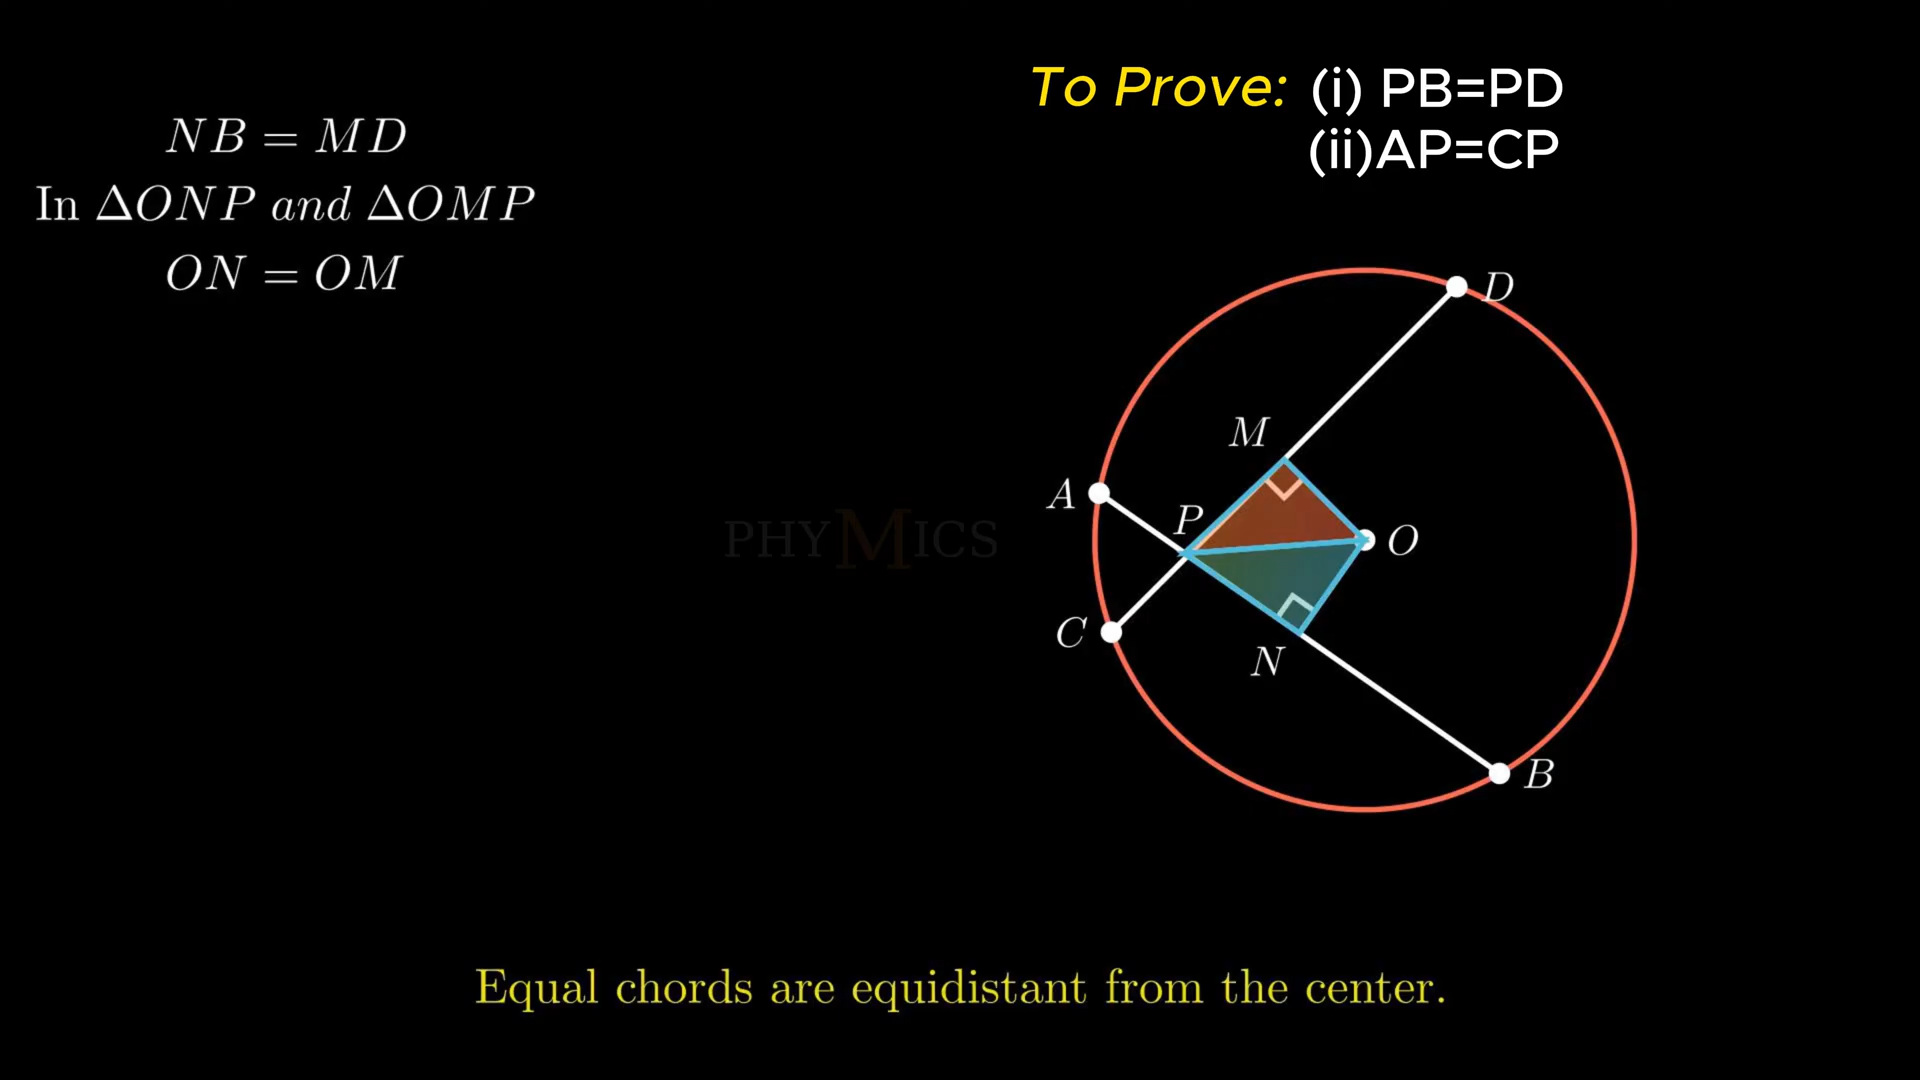 To Prove: (i) PB=PD
(ii)AP=CP
NB = MD
In ΔONP and ΔOMP
ON = OM
D
M
A
P
O
PHYMICS
C
N
B
Equal chords are equidistant from the center.